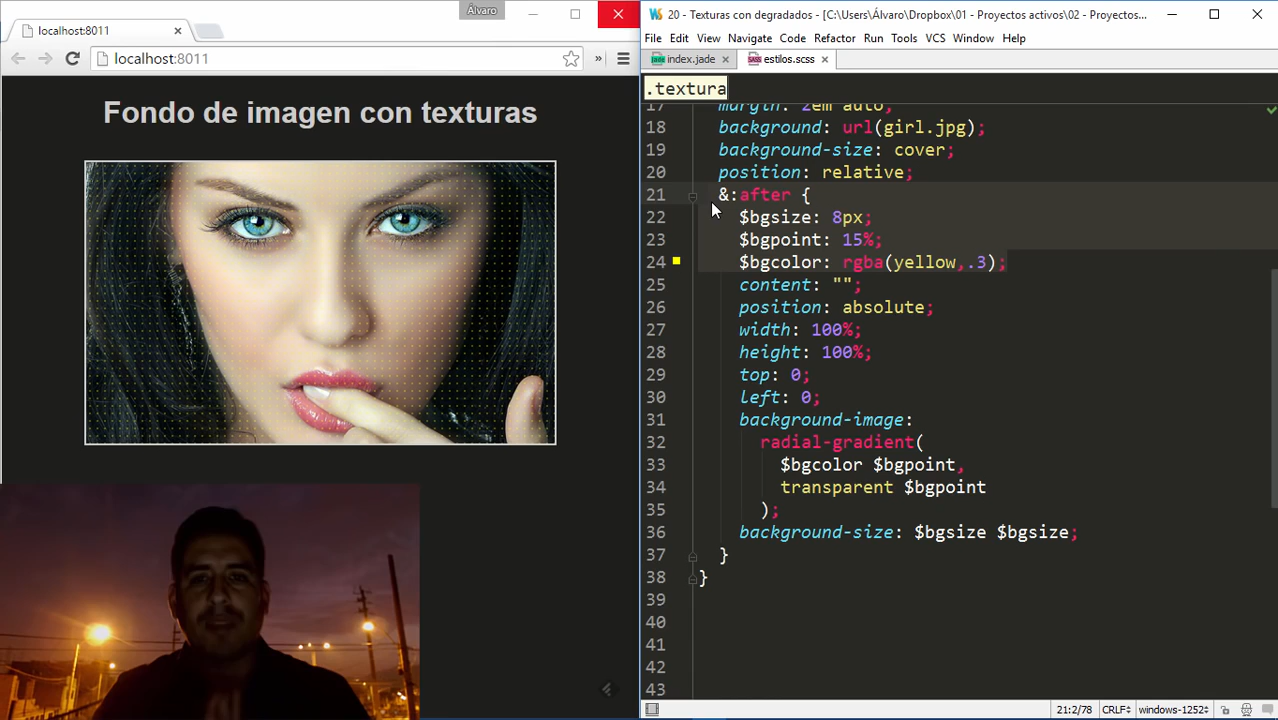 Álvaro
localhost:8011
localhost:8011
Fondo de imagen con texturas
20 - Texturas con degradados - [C:\Users\Álvaro\Dropbox\01 - Proyectos activos\02 - Proyectos...
File Edit View Navigate Code Refactor Run Tools VCS Window Help
index.jade estilos.scss
.textura
17 margin: 2em auto;
18 background: url(girl.jpg);
19 background-size: cover;
20 position: relative;
21 &:after {
22 $bgsize: 8px;
23 $bgpoint: 15%;
24 $bgcolor: rgba(yellow,.3);
25 content: "";
26 position: absolute;
27 width: 100%;
28 height: 100%;
29 top: 0;
30 left: 0;
31 background-image:
32 radial-gradient(
33 $bgcolor $bgpoint,
34 transparent $bgpoint
35 );
36 background-size: $bgsize $bgsize;
37 }
38 }
39
40
41
42
43
21:2/78 CRLF÷ windows-1252÷